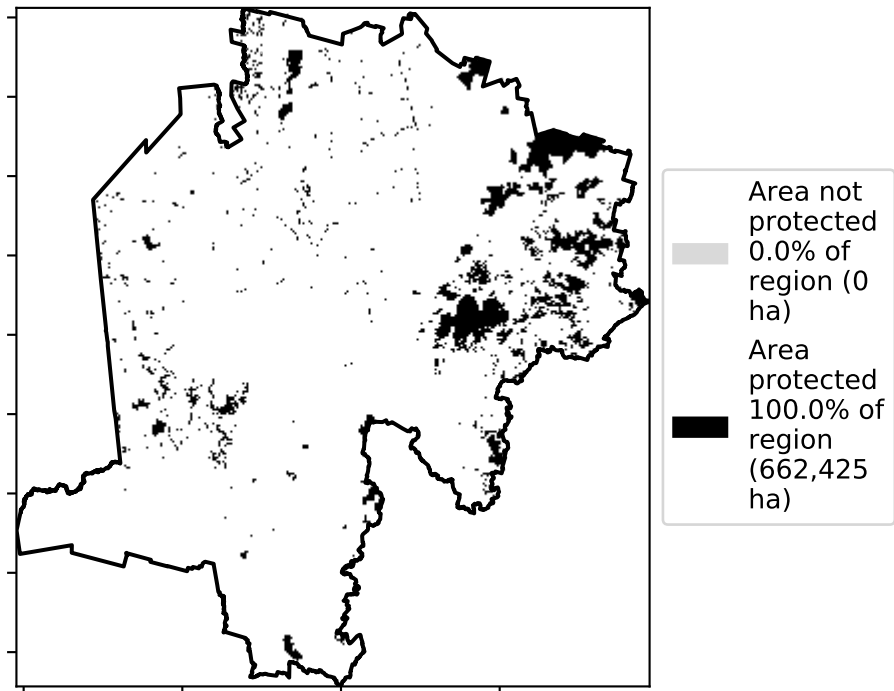 Area not
protected
0.0% of
region (0
ha)
Area
protected
100.0% of
region
(662,425
ha)